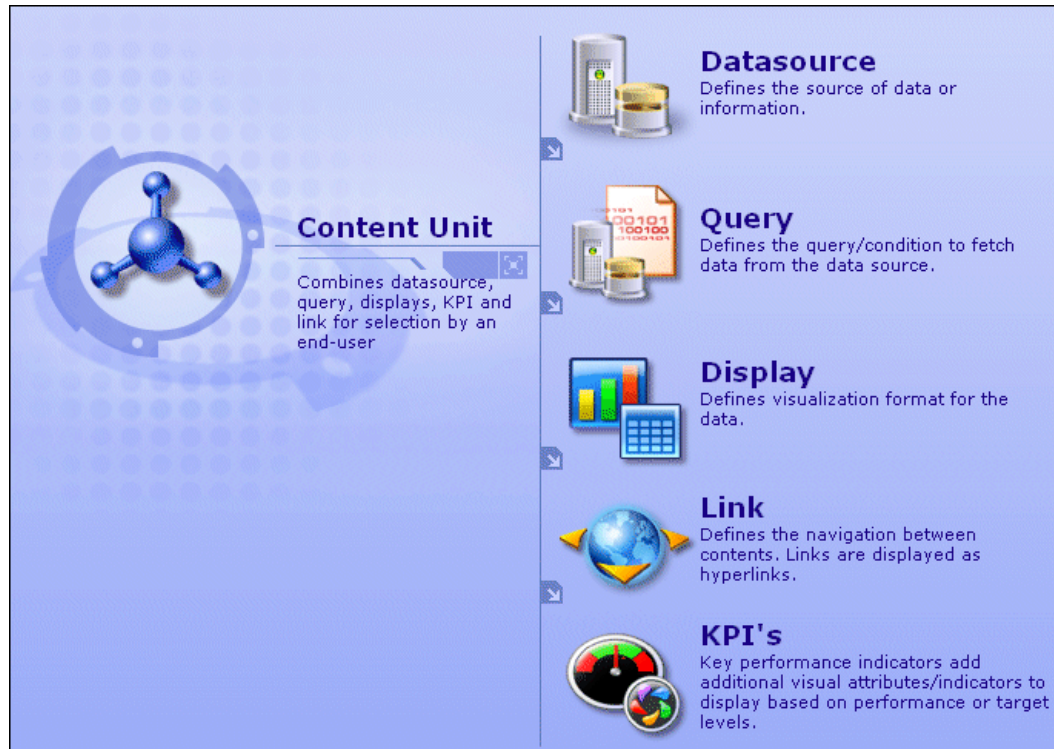 Content Unit
Combines datasource,
query, displays, KPI and
link for selection by an
end-user
Datasource
Defines the source of data or
information.
Query
Defines the query/condition to fetch
data from the data source.
Display
Defines visualization format for the
data.
Link
Defines the navigation between
contents. Links are displayed as
hyperlinks.
KPI's
Key performance indicators add
additional visual attributes/indicators to
display based on performance or target
levels.